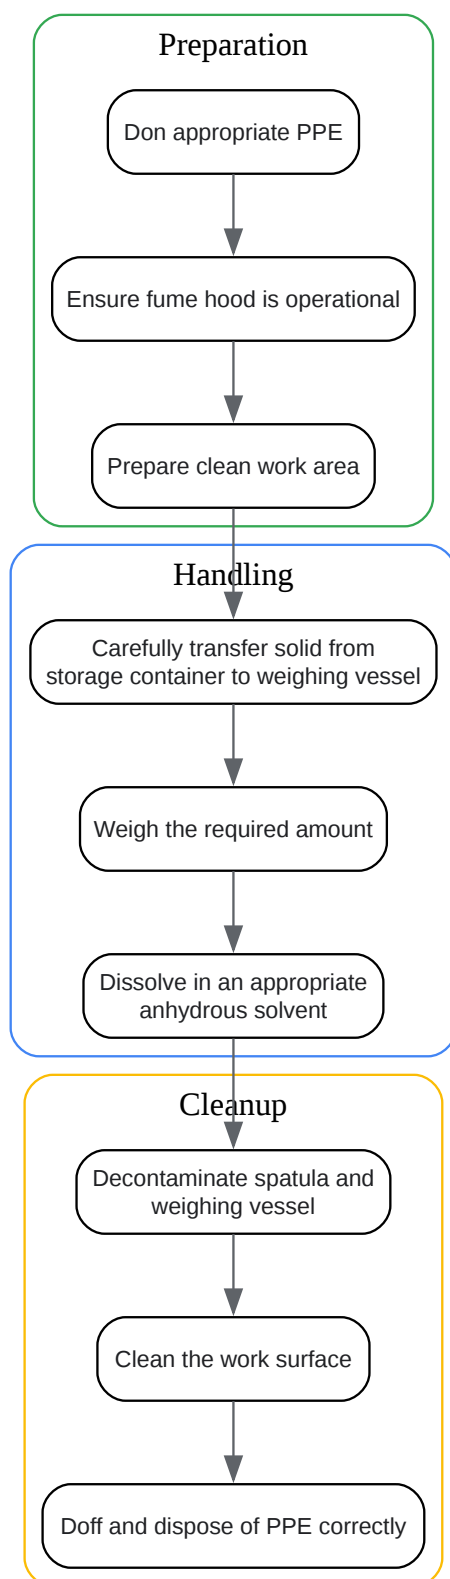 Preparation
Don appropriate PPE
Ensure fume hood is operational
Prepare clean work area
Handling
Carefully transfer solid from
storage container to weighing vessel
Weigh the required amount
Dissolve in an appropriate
anhydrous solvent
Cleanup
Decontaminate spatula and
weighing vessel
Clean the work surface
Doff and dispose of PPE correctly